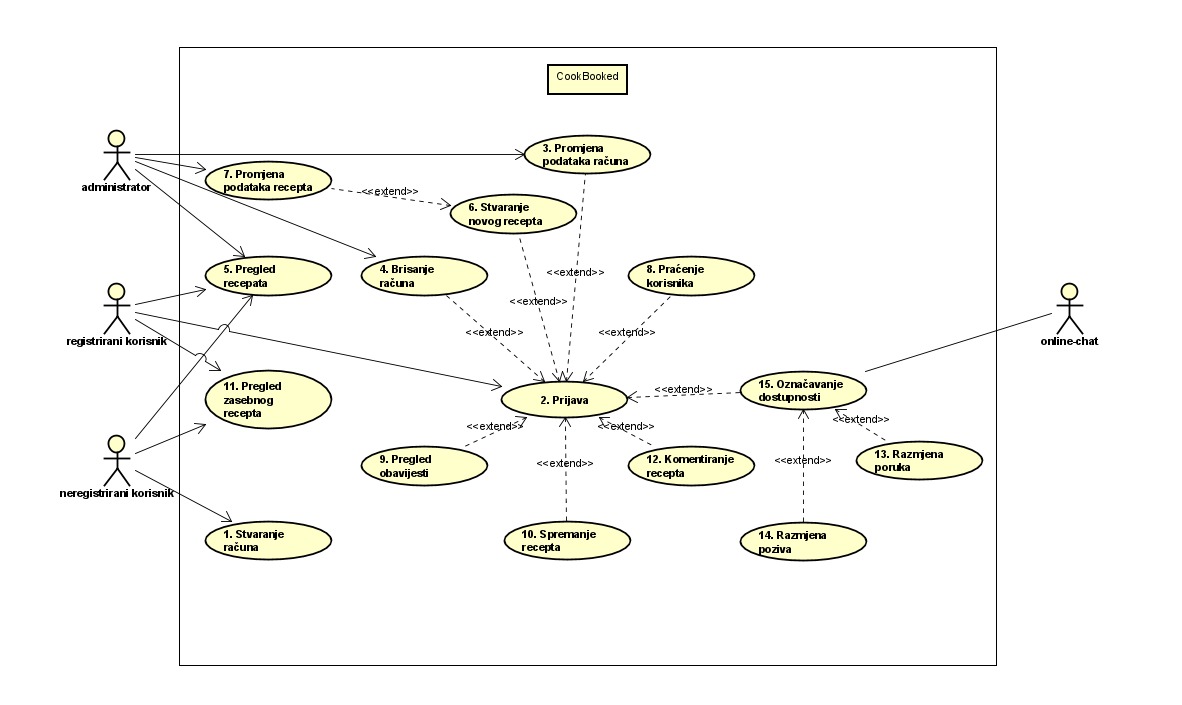 CookBooked
administrator
3. Promjena
podataka računa
7. Promjena
podataka recepta
<<extend>>
6. Stvaranje
novog recepta
5. Pregled
recepata
4. Brisanje
računa
<<extend>>
8. Praćenje
korisnika
<<extend>>
registrirani korisnik
online-chat
<<extend>>
<<extend>>
11. Pregled
zasebnog
recepta
2. Prijava
<<extend>>
15. Označavanje
dostupnosti
<<extend>>
<<extend>>
<<extend>>
neregistrirani korisnik
9. Pregled
obavijesti
<<extend>>
12. Komentiranje
recepta
<<extend>>
13. Razmjena
poruka
1. Stvaranje
računa
10. Spremanje
recepta
14. Razmjena
poziva